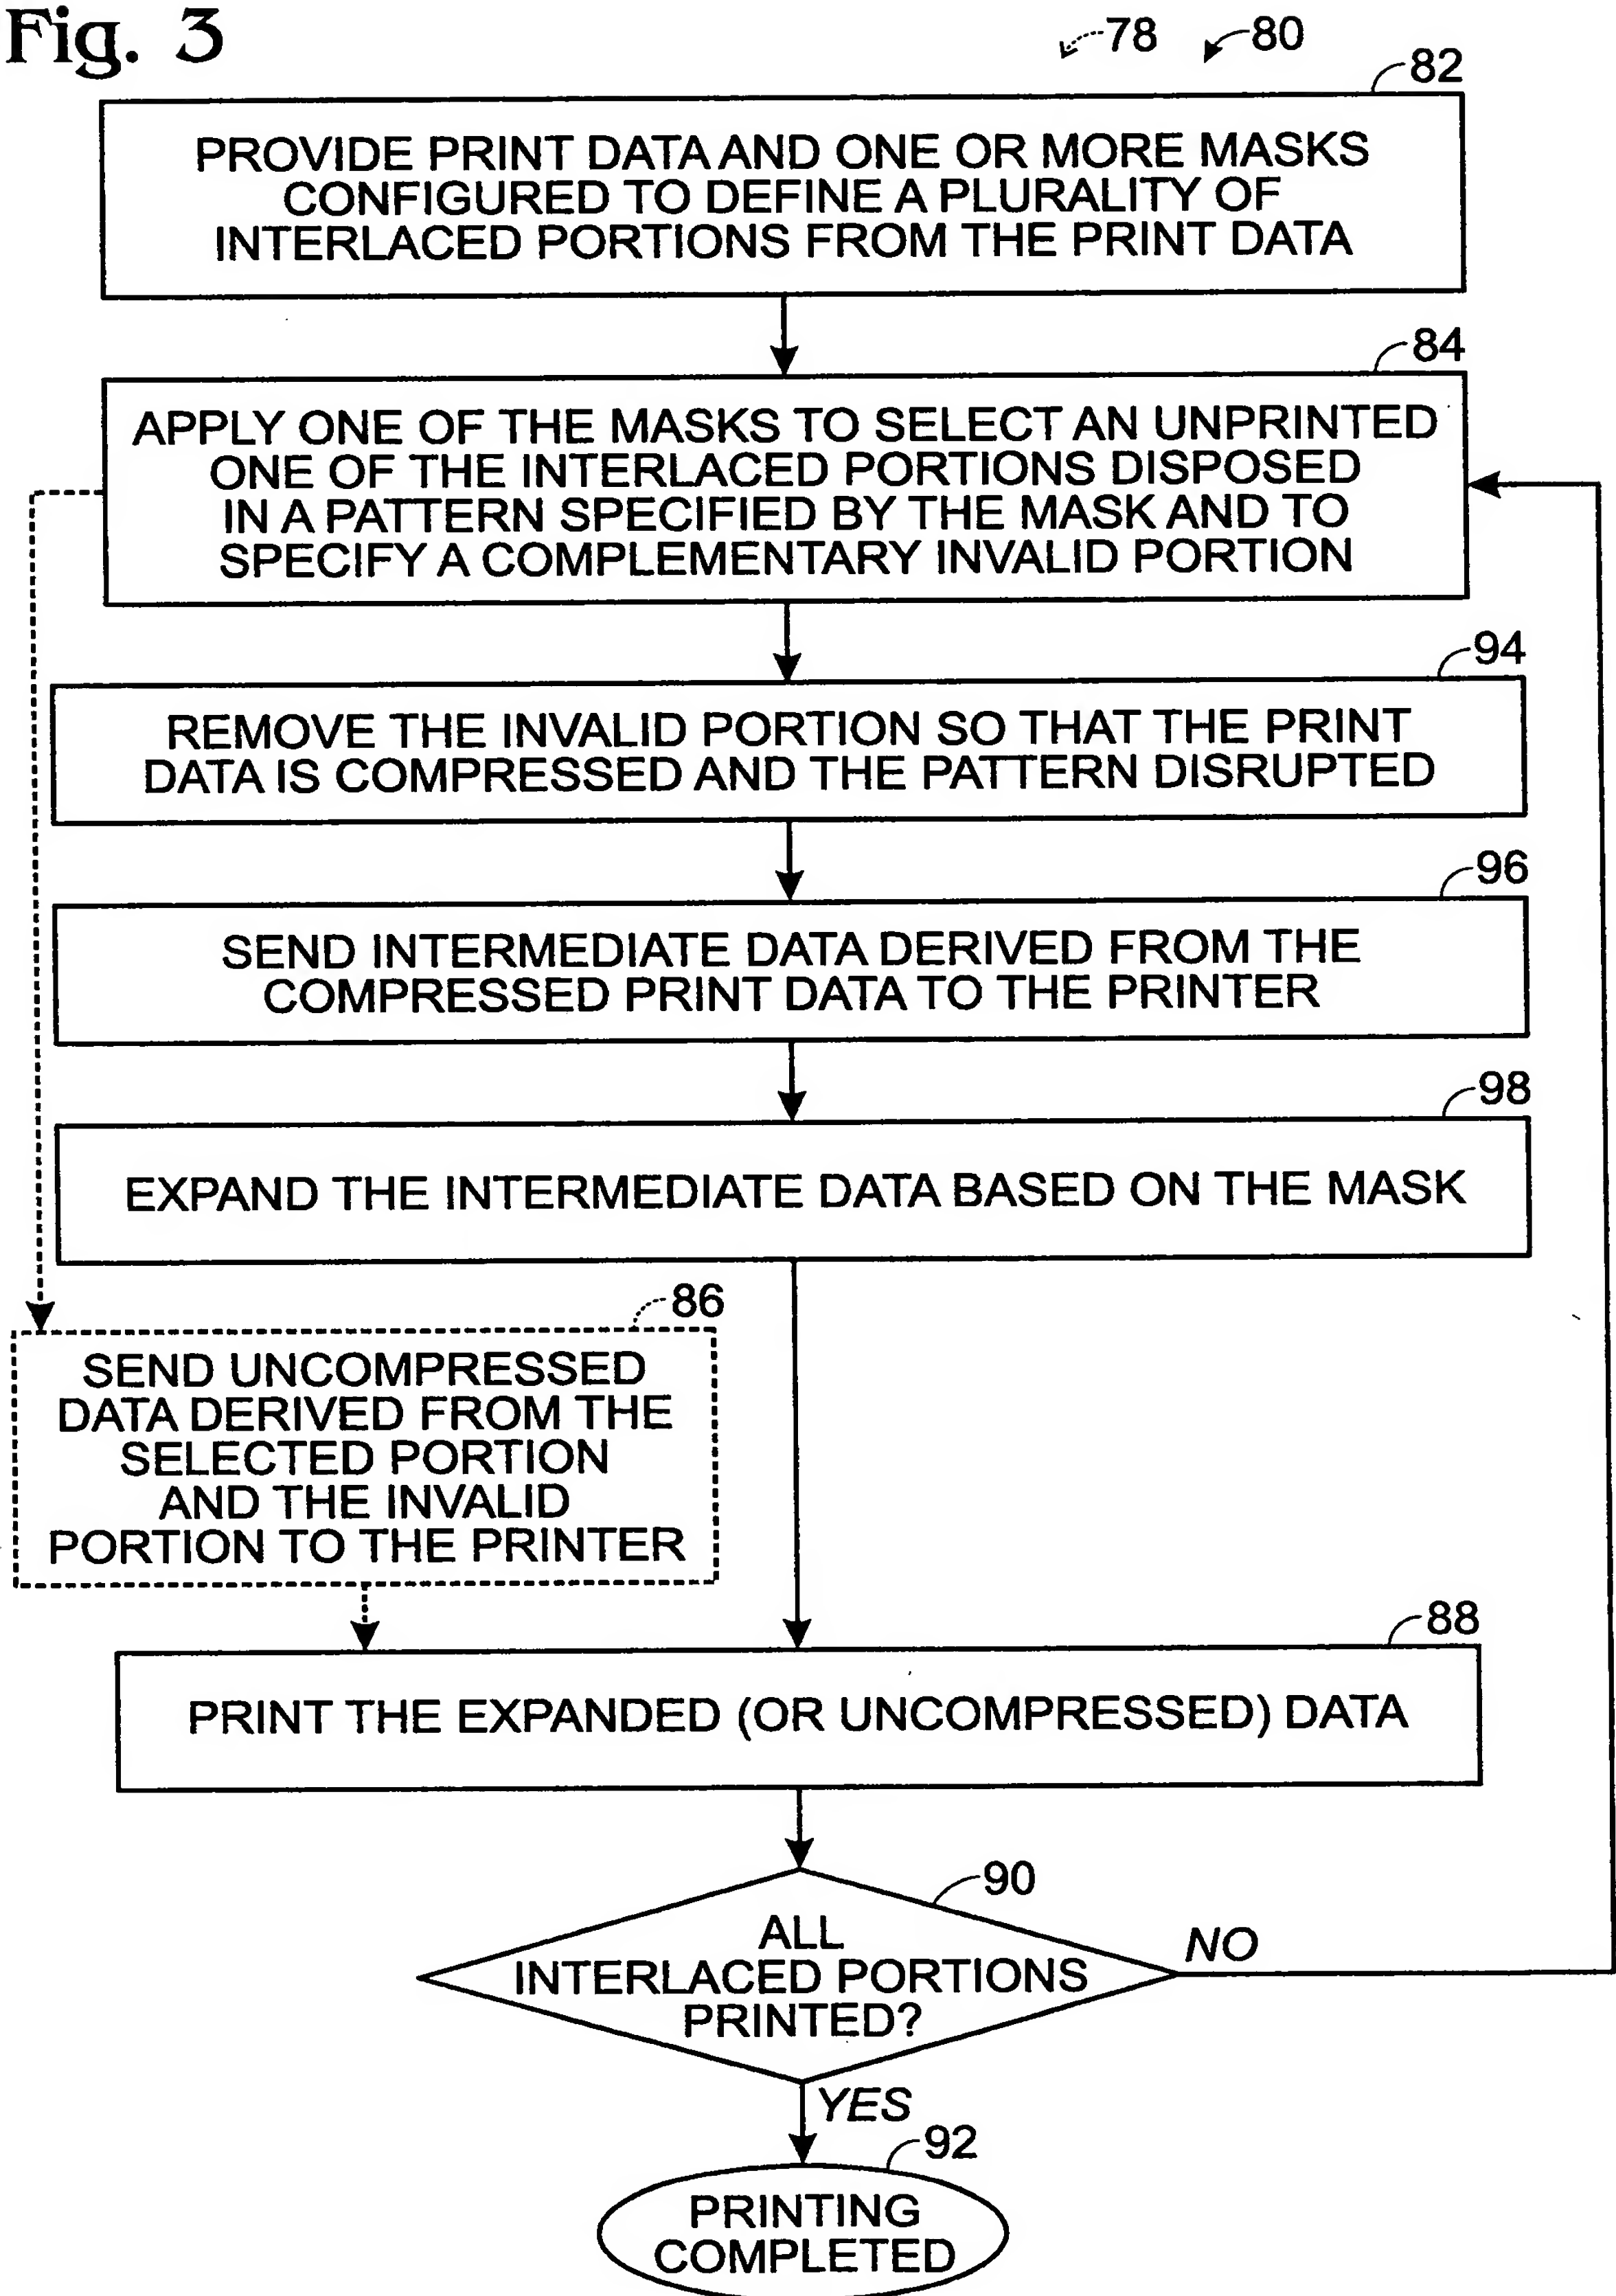 Fig. 3
78
80
82
PROVIDE PRINT DATA AND ONE OR MORE MASKS
CONFIGURED TO DEFINE A PLURALITY OF
INTERLACED PORTIONS FROM THE PRINT DATA
84
APPLY ONE OF THE MASKS TO SELECT AN UNPRINTED
ONE OF THE INTERLACED PORTIONS DISPOSED
IN A PATTERN SPECIFIED BY THE MASK AND TO
SPECIFY A COMPLEMENTARY INVALID PORTION
94
REMOVE THE INVALID PORTION SO THAT THE PRINT
DATA IS COMPRESSED AND THE PATTERN DISRUPTED
96
SEND INTERMEDIATE DATA DERIVED FROM THE
COMPRESSED PRINT DATA TO THE PRINTER
98
EXPAND THE INTERMEDIATE DATA BASED ON THE MASK
86
SEND UNCOMPRESSED
DATA DERIVED FROM THE
SELECTED PORTION
AND THE INVALID
PORTION TO THE PRINTER
88
PRINT THE EXPANDED (OR UNCOMPRESSED) DATA
90
ALL
INTERLACED PORTIONS
PRINTED?
NO
YES
92
PRINTING
COMPLETED